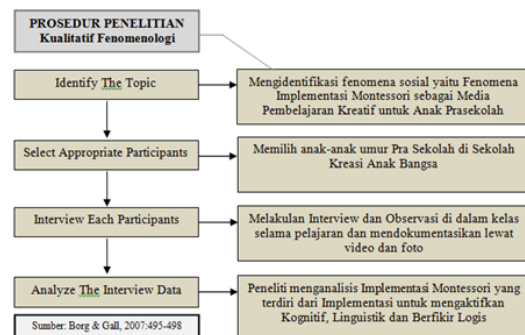 PROSEDUR PENELITIAN
Kualitatif Fenomenologi
Identify The Topic
Mengidentifikasi fenomena sosial yaitu Fenomena
Implementasi Montessori sebagai Media
Pembelajaran Kreatif untuk Anak Prasekolah
Select Appropriate Participants
Memilih anak-anak umur Pra Sekolah di Sekolah
Kreasi Anak Bangsa
Interview Each Participants
Melakulan Interview dan Observasi di dalam kelas
selama pelajaran dan mendokumentasikan lewat
video dan foto
Analyze The Interview Data
Peneliti menganalisis Implementasi Montessori yang
terdiri dari Implementasi untuk mengaktifkan
Kognitif, Linguistik dan Berfikir Logis
Sumber: Borg & Gall, 2007:495-498